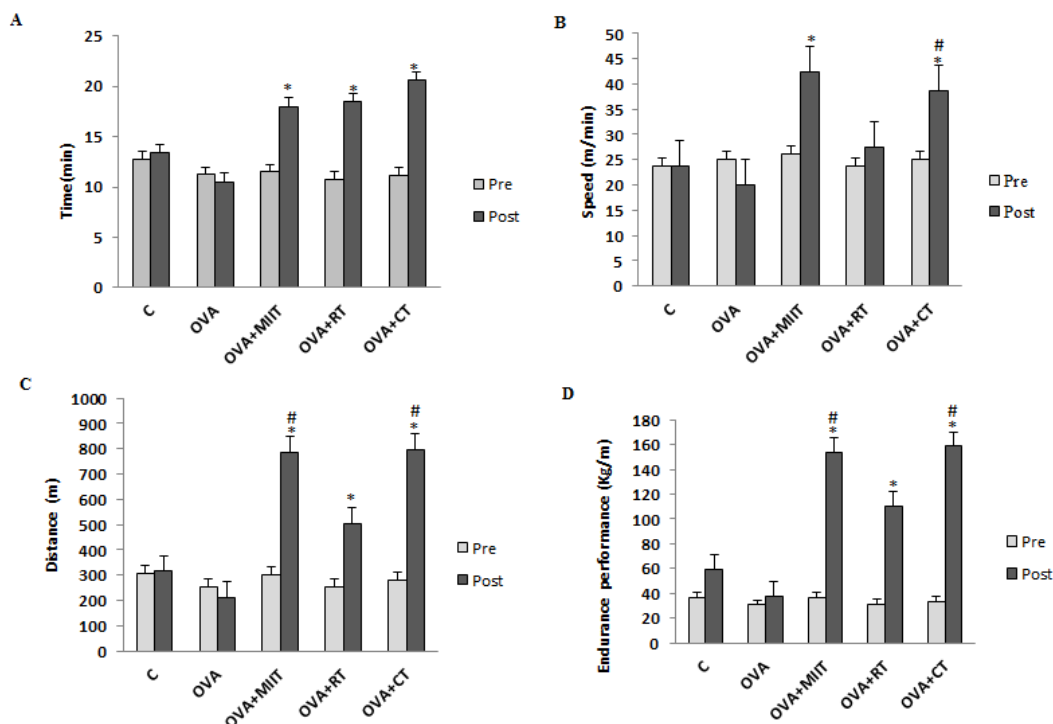 A
Time(min)
25
20
15
10
5
0
* * *
C OVA OVA+MIIT OVA+RT OVA+CT
Pre
Post
B
Speed (m/min)
50
45
40
35
30
25
20
15
10
5
0
* # *
C OVA OVA+MIIT OVA+RT OVA+CT
Pre
Post
C
Distance (m)
1000
900
800
700
600
500
400
300
200
100
0
# * * # *
C OVA OVA+MIIT OVA+RT OVA+CT
Pre
Post
D
Endurance performance (Kg/m)
180
160
140
120
100
80
60
40
20
0
# * * # *
C OVA OVA+MIIT OVA+RT OVA+CT
Pre
Post